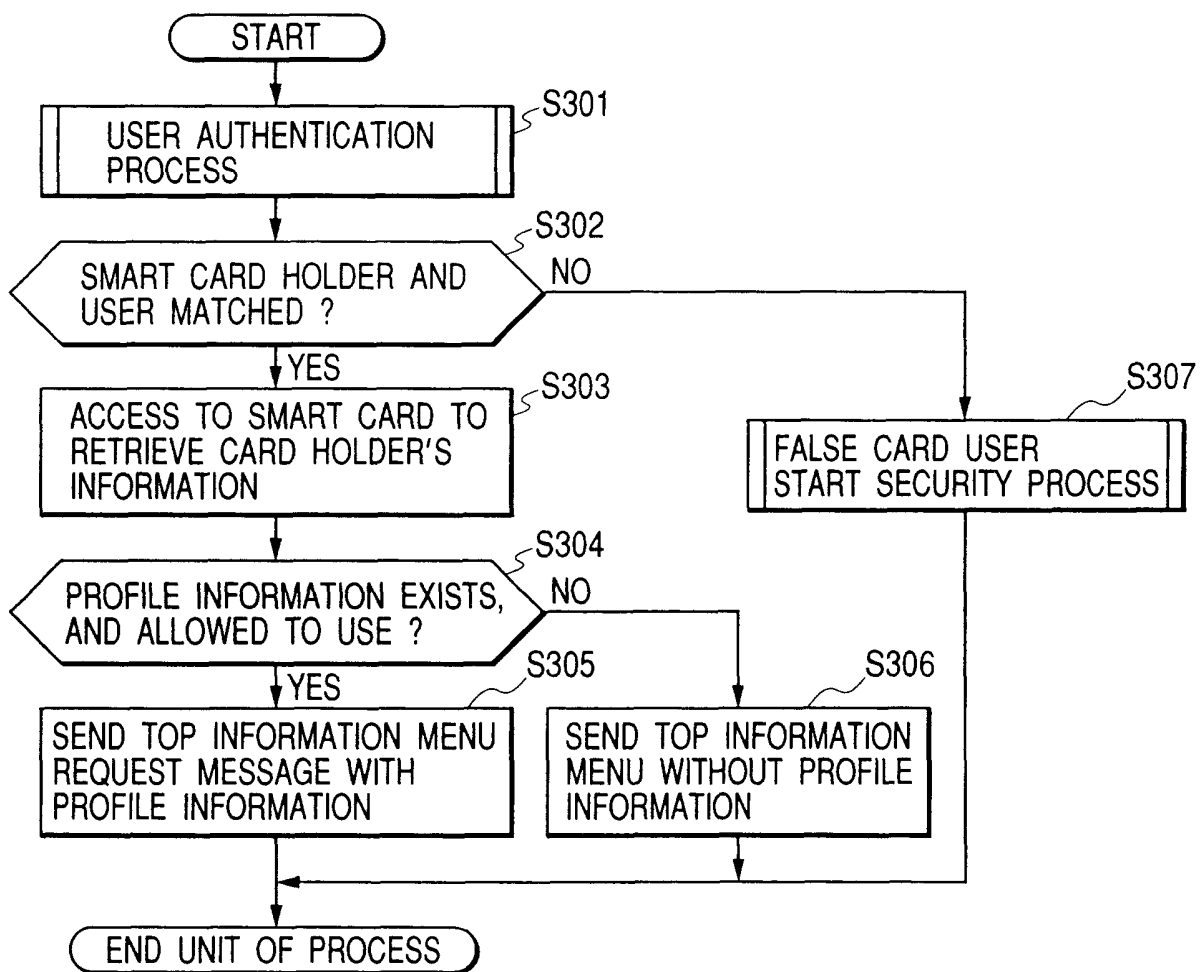 START
S301
USER AUTHENTICATION
PROCESS
S302
SMART CARD HOLDER AND
USER MATCHED ?
NO
YES
S303
ACCESS TO SMART CARD TO
RETRIEVE CARD HOLDER'S
INFORMATION
S307
FALSE CARD USER
START SECURITY PROCESS
S304
PROFILE INFORMATION EXISTS,
AND ALLOWED TO USE ?
NO
YES
S305
SEND TOP INFORMATION MENU
REQUEST MESSAGE WITH
PROFILE INFORMATION
S306
SEND TOP INFORMATION
MENU WITHOUT PROFILE
INFORMATION
END UNIT OF PROCESS